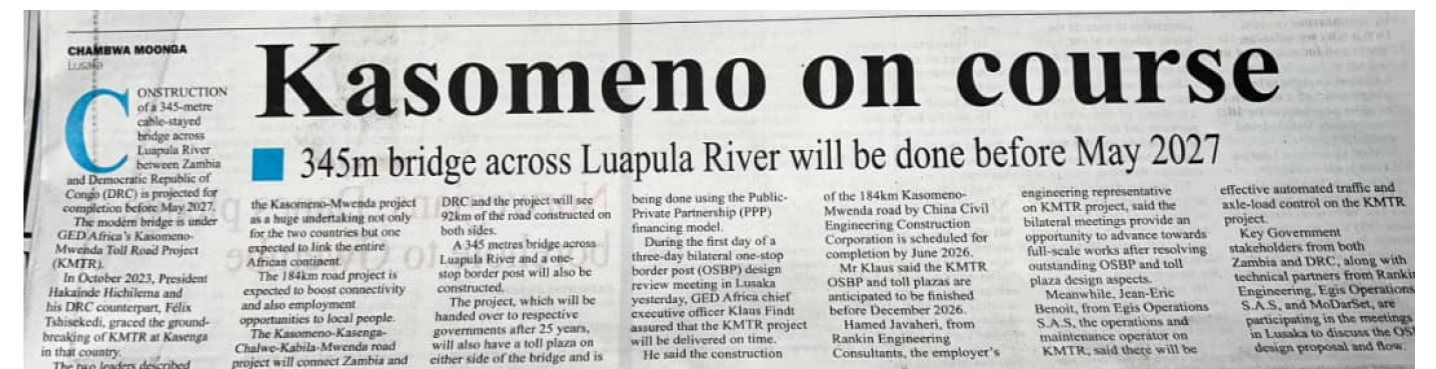 CHAMBWA MOONGA
Lusaka
Kasomeno on course
345m bridge across Luapula River will be done before May 2027
CONSTRUCTION
of a 345-metre
cable-stayed
bridge across
Luapula River
between Zambia
and Democratic Republic of
Congo (DRC) is projected for
completion before May 2027.
The modern bridge is under
GED Africa's Kasomeno-
Mwenda Toll Road Project
(KMTR).
In October 2023, President
Hakainde Hichilema and
his DRC counterpart, Félix
Tshisekedi, graced the ground-
breaking of KMTR at Kasenga
in that country.
The two leaders described
the Kasomeno-Mwenda project
as a huge undertaking not only
for the two countries but one
expected to link the entire
African continent.
The 184km road project is
expected to boost connectivity
and also employment
opportunities to local people.
The Kasomeno-Kasenga-
Chalwe-Kabila-Mwenda road
project will connect Zambia and
DRC and the project will see
92km of the road constructed on
both sides.
A 345 metres bridge across
Luapula River and a one-
stop border post will also be
constructed.
The project, which will be
handed over to respective
governments after 25 years,
will also have a toll plaza on
either side of the bridge and is
being done using the Public-
Private Partnership (PPP)
financing model.
During the first day of a
three-day bilateral one-stop
border post (OSBP) design
review meeting in Lusaka
yesterday, GED Africa chief
executive officer Klaus Findt
assured that the KMTR project
will be delivered on time.
He said the construction
of the 184km Kasomeno-
Mwenda road by China Civil
Engineering Construction
Corporation is scheduled for
completion by June 2026.
Mr Klaus said the KMTR
OSBP and toll plazas are
anticipated to be finished
before December 2026.
Hamed Javaheri, from
Rankin Engineering
Consultants, the employer's
engineering representative
on KMTR project, said the
bilateral meetings provide an
opportunity to advance towards
full-scale works after resolving
outstanding OSBP and toll
plaza design aspects.
Meanwhile, Jean-Eric
Benoit, from Egis Operations
S.A.S, the operations and
maintenance operator on
KMTR, said there will be
effective automated traffic and
axle-load control on the KMTR
project.
Key Government
stakeholders from both
Zambia and DRC, along with
technical partners from Rankin
Engineering, Egis Operations
S.A.S, and MoDarSet, are
participating in the meetings
in Lusaka to discuss the
design proposal and flow.